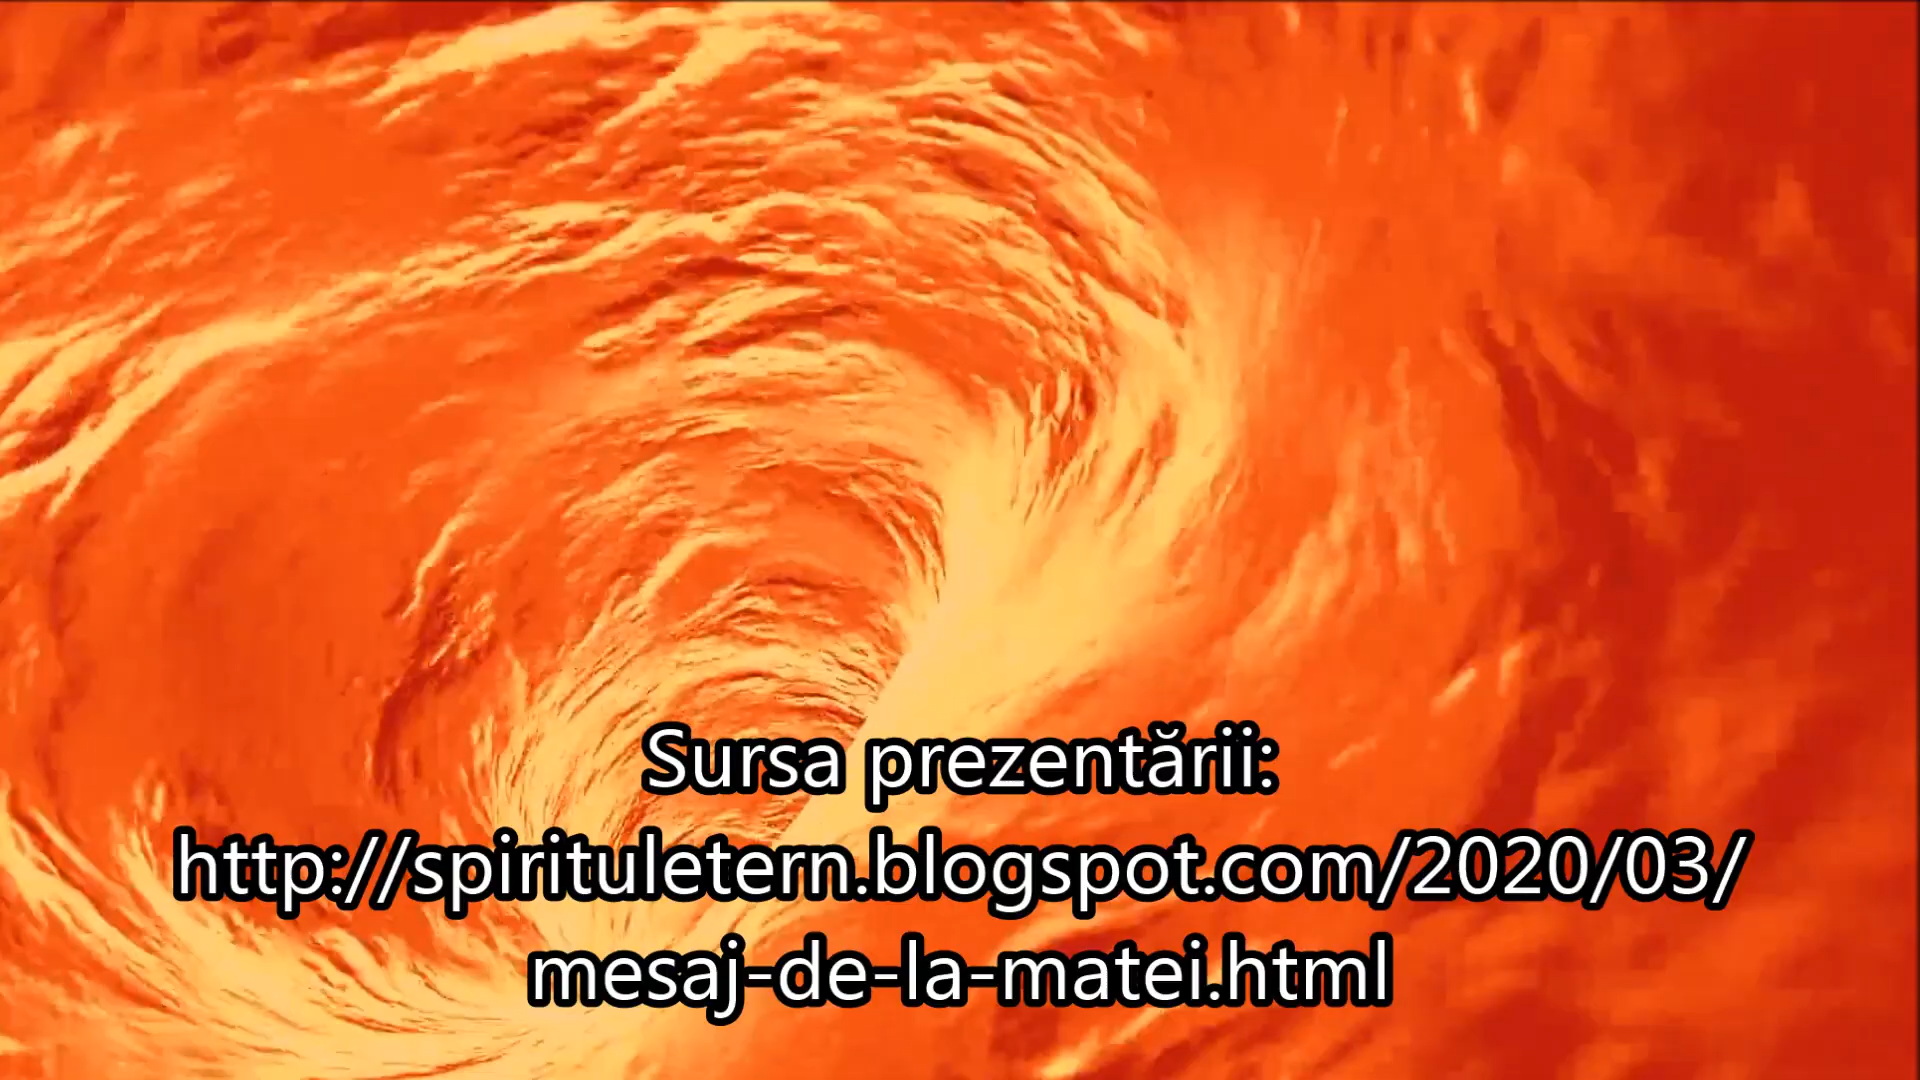 Sursa prezentării:
http://spirituletern.blogspot.com/2020/03/
mesaj-de-la-matei.html